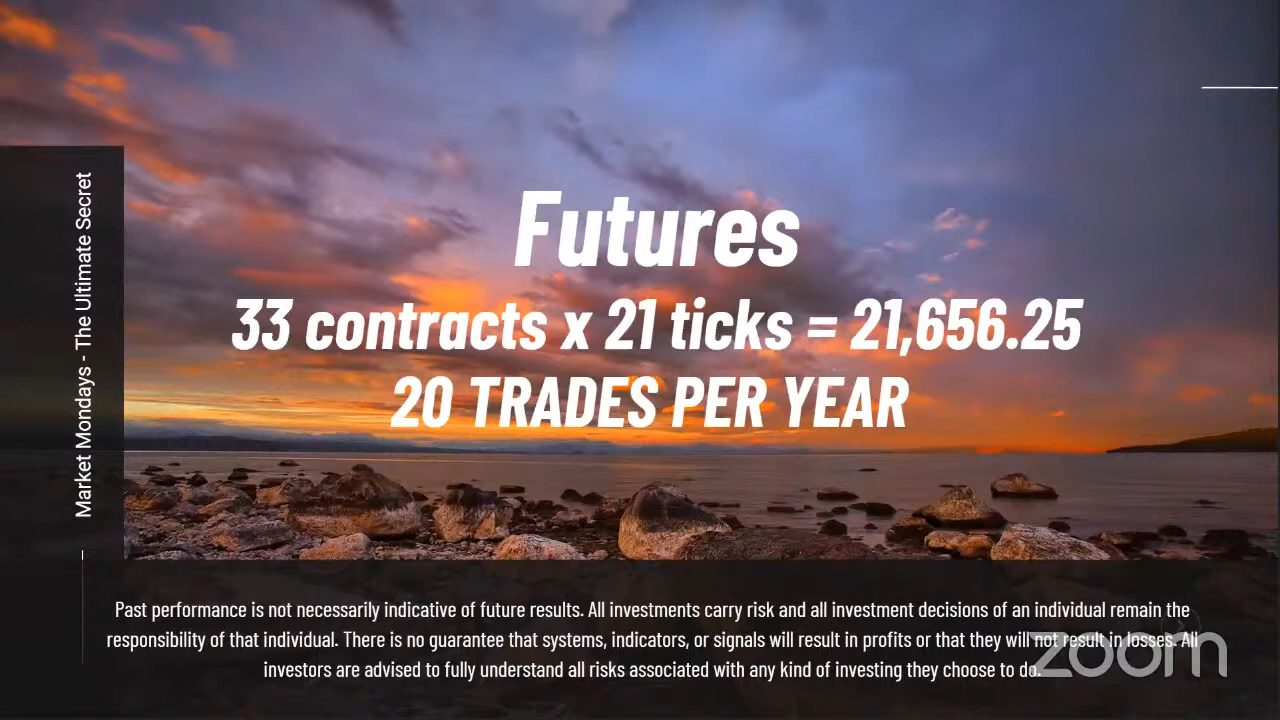 Market Mondays - The Ultimate Secret
Futures
33 contracts x 21 ticks = 21,656.25
20 TRADES PER YEAR
Past performance is not necessarily indicative of future results. All investments carry risk and all investment decisions of an individual remain the
responsibility of that individual. There is no guarantee that systems, indicators, or signals will result in profits or that they will not result in losses. All
investors are advised to fully understand all risks associated with any kind of investing they choose to do.
zoom